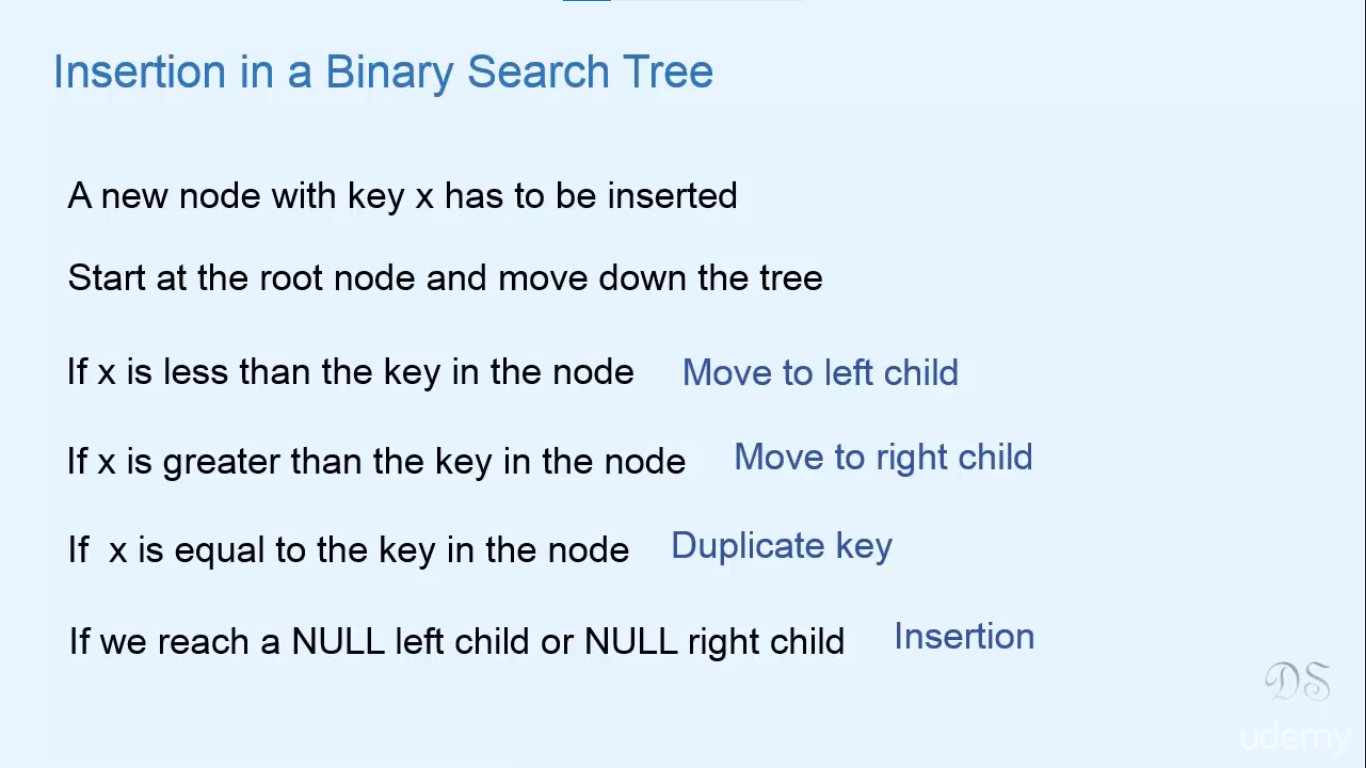 Insertion in a Binary Search Tree
A new node with key x has to be inserted
Start at the root node and move down the tree
If x is less than the key in the node Move to left child
If x is greater than the key in the node Move to right child
If x is equal to the key in the node Duplicate key
If we reach a NULL left child or NULL right child Insertion
DS
udemy